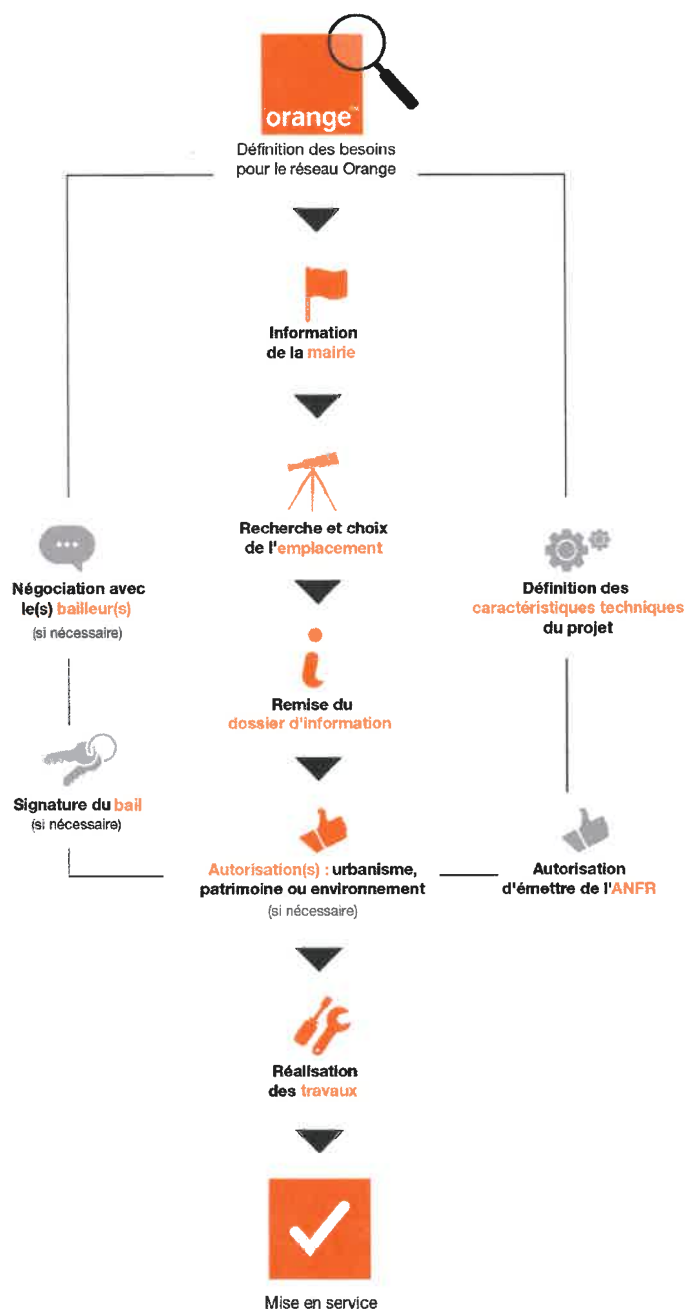 orange™
Définition des besoins
pour le réseau Orange
Information
de la mairie
Recherche et choix
de l'emplacement
Négociation avec
le(s) bailleur(s)
(si nécessaire)
Définition des
caractéristiques techniques
du projet
Remise du
dossier d'information
Signature du bail
(si nécessaire)
Autorisation(s) : urbanisme,
patrimoine ou environnement
(si nécessaire)
Autorisation
d'émettre de l'ANFR
Réalisation
des travaux
Mise en service